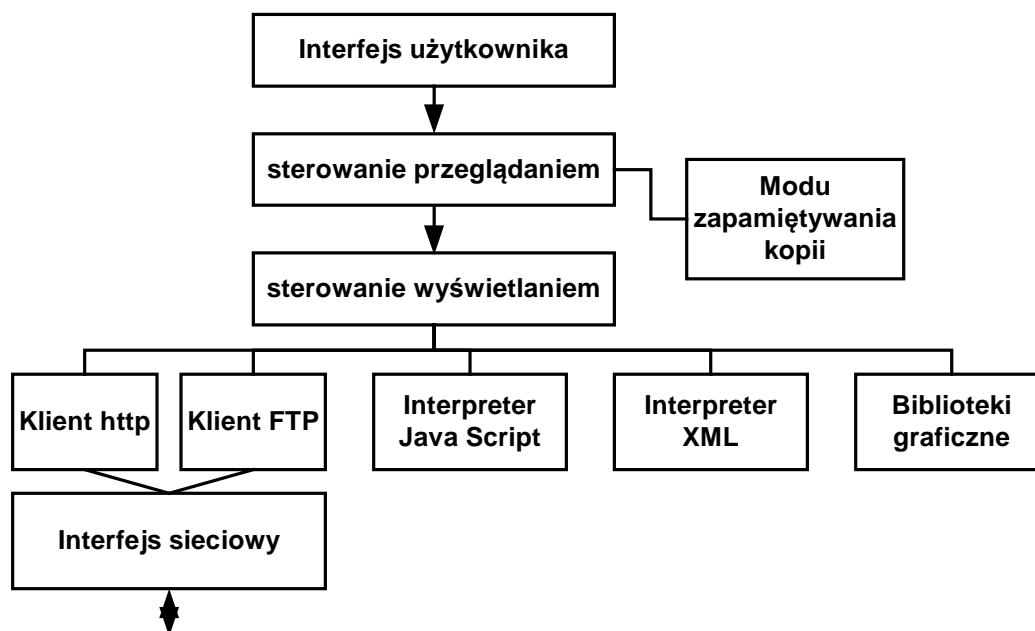 Interfejs użytkownika
sterowanie przeglądaniem
Modu
zapamiętywania
kopii
sterowanie wyświetlaniem
Klient http
Klient FTP
Interpreter
Java Script
Interpreter
XML
Biblioteki
graficzne
Interfejs sieciowy